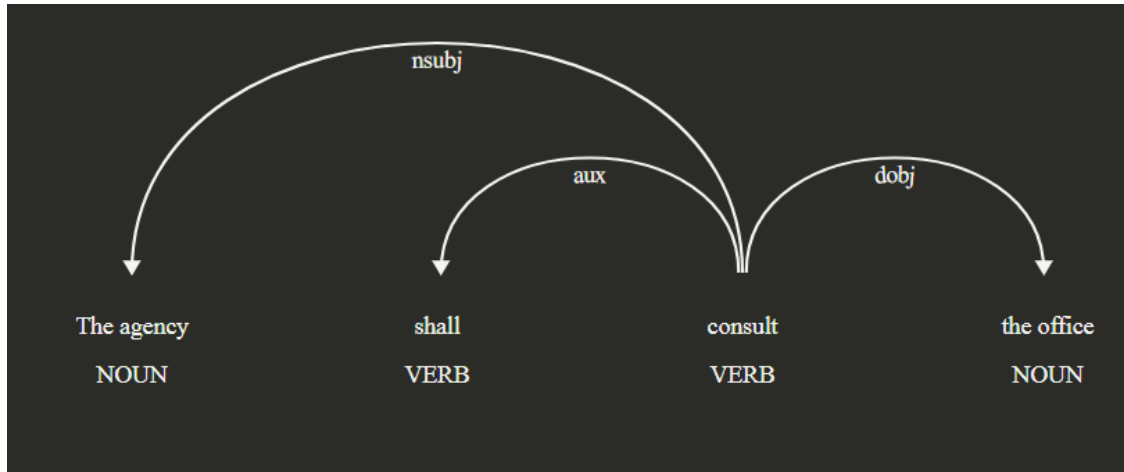 nsubj
aux dobj
The agency shall consult the office
NOUN VERB VERB NOUN